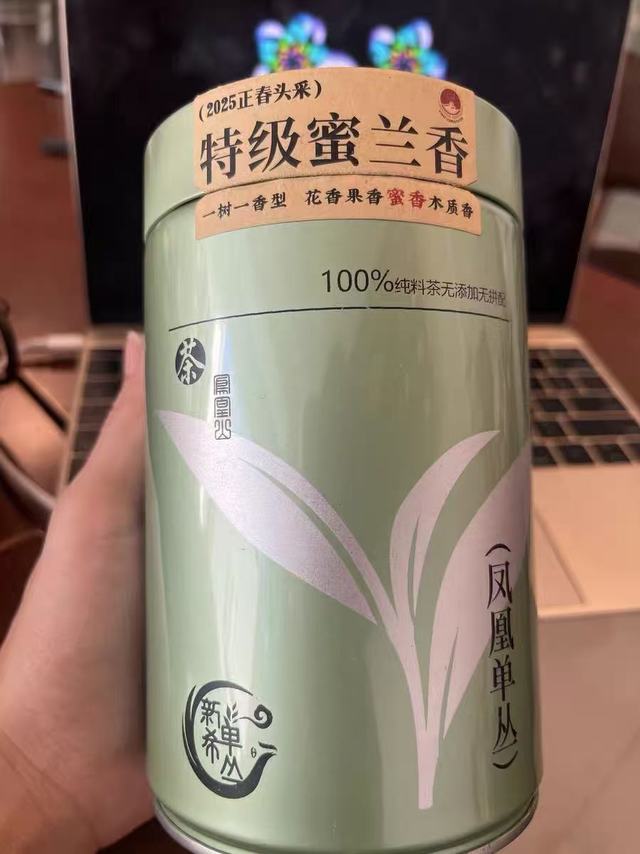 (2025正春头采)
特级蜜兰香
一树一香型 花香果香蜜香木质香
100%纯料茶无添加无拼配
茶
凤凰山
(凤凰单丛)
新希
单丛